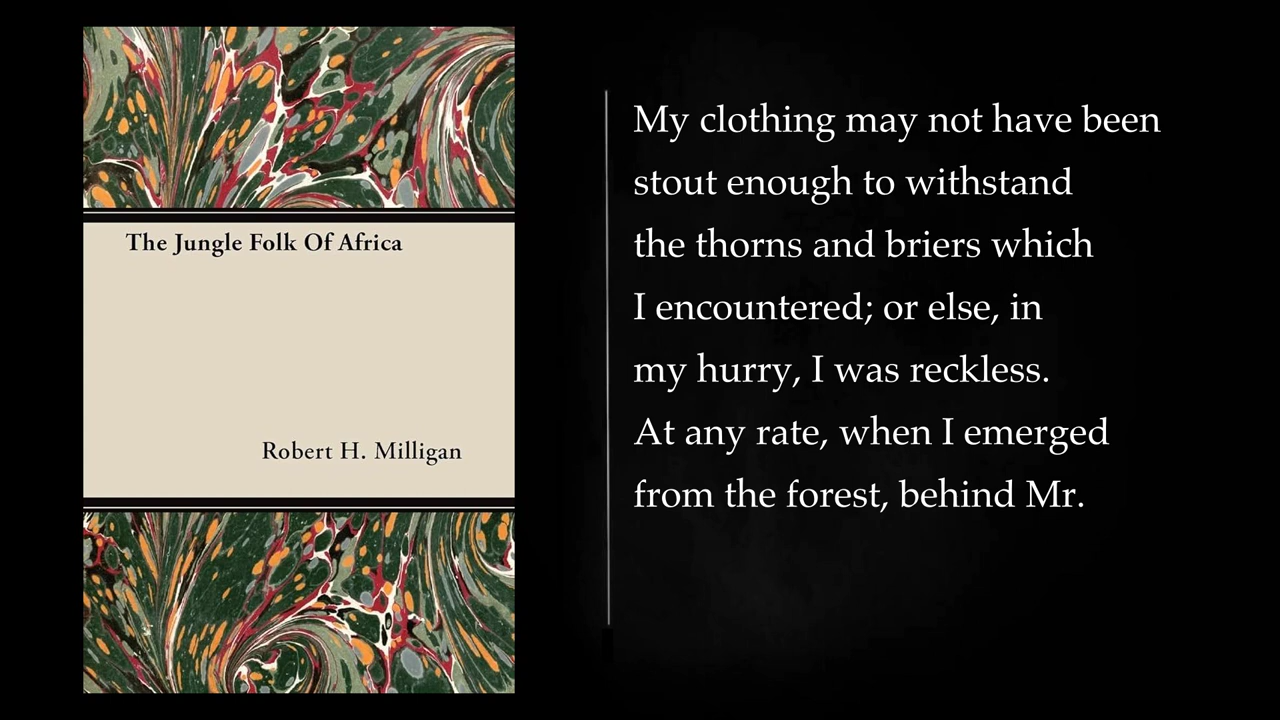 The Jungle Folk Of Africa
Robert H. Milligan
My clothing may not have been
stout enough to withstand
the thorns and briers which
I encountered; or else, in
my hurry, I was reckless.
At any rate, when I emerged
from the forest, behind Mr.